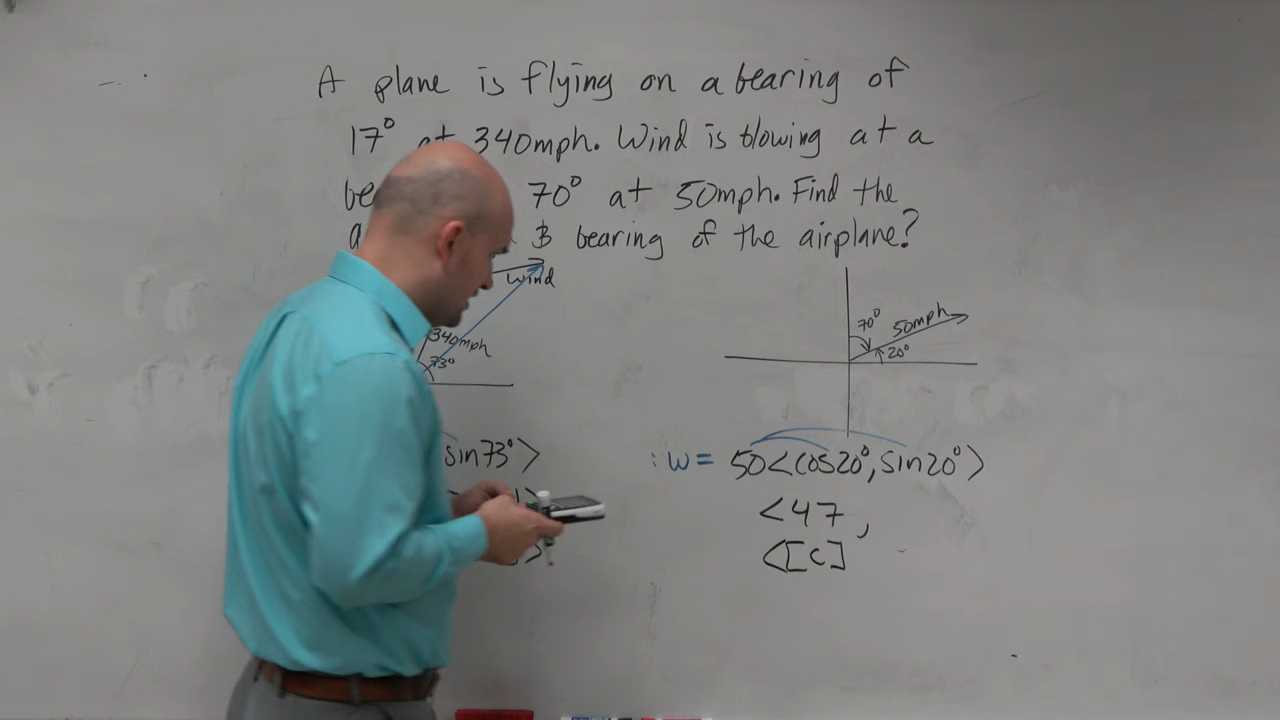 A plane is flying on a bearing of
17° at 340mph. Wind is blowing at a
70° at 50mph. Find the
& bearing of the airplane?
Wind
340mph
73°
70°
50mph
20°
sin73°>
:w= 50<cos20°, sin20°>
<47,
<[c]